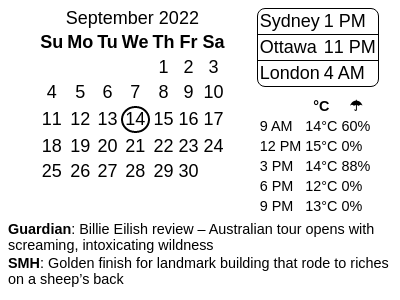 September 2022
Su Mo Tu We Th Fr Sa
1 2 3
4 5 6 7 8 9 10
11 12 13 14 15 16 17
18 19 20 21 22 23 24
25 26 27 28 29 30
Sydney 1 PM
Ottawa 11 PM
London 4 AM
°C ☂
9 AM 14°C 60%
12 PM 15°C 0%
3 PM 14°C 88%
6 PM 12°C 0%
9 PM 13°C 0%
Guardian: Billie Eilish review – Australian tour opens with
screaming, intoxicating wildness
SMH: Golden finish for landmark building that rode to riches
on a sheep’s back